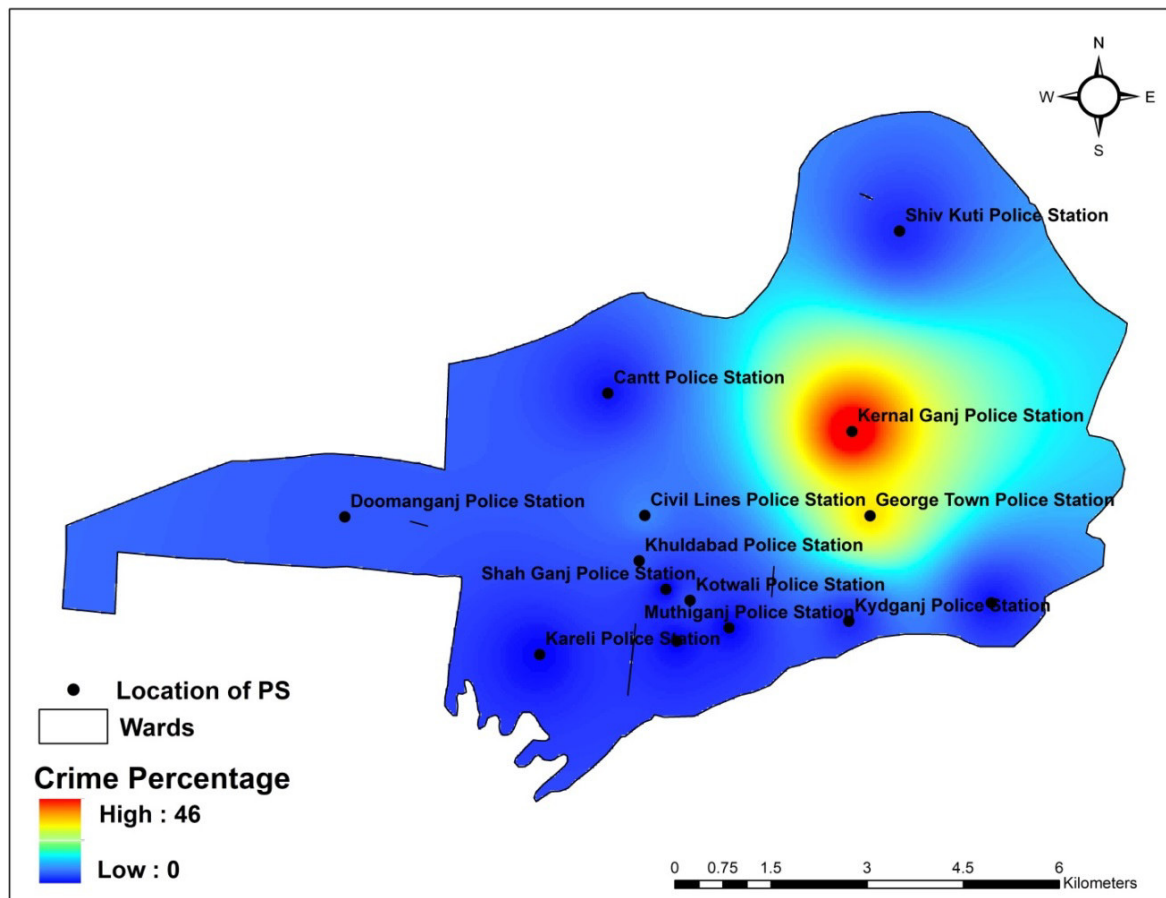 N
W E
S
Shiv Kuti Police Station
Cantt Police Station
Kernal Ganj Police Station
Doomanganj Police Station
Civil Lines Police Station
George Town Police Station
Khuldabad Police Station
Shah Ganj Police Station
Kotwali Police Station
Muthiganj Police Station
Kydganj Police Station
Kareli Police Station
Location of PS
Wards
Crime Percentage
High : 46
Low : 0
0 0.75 1.5 3 4.5 6
Kilometers